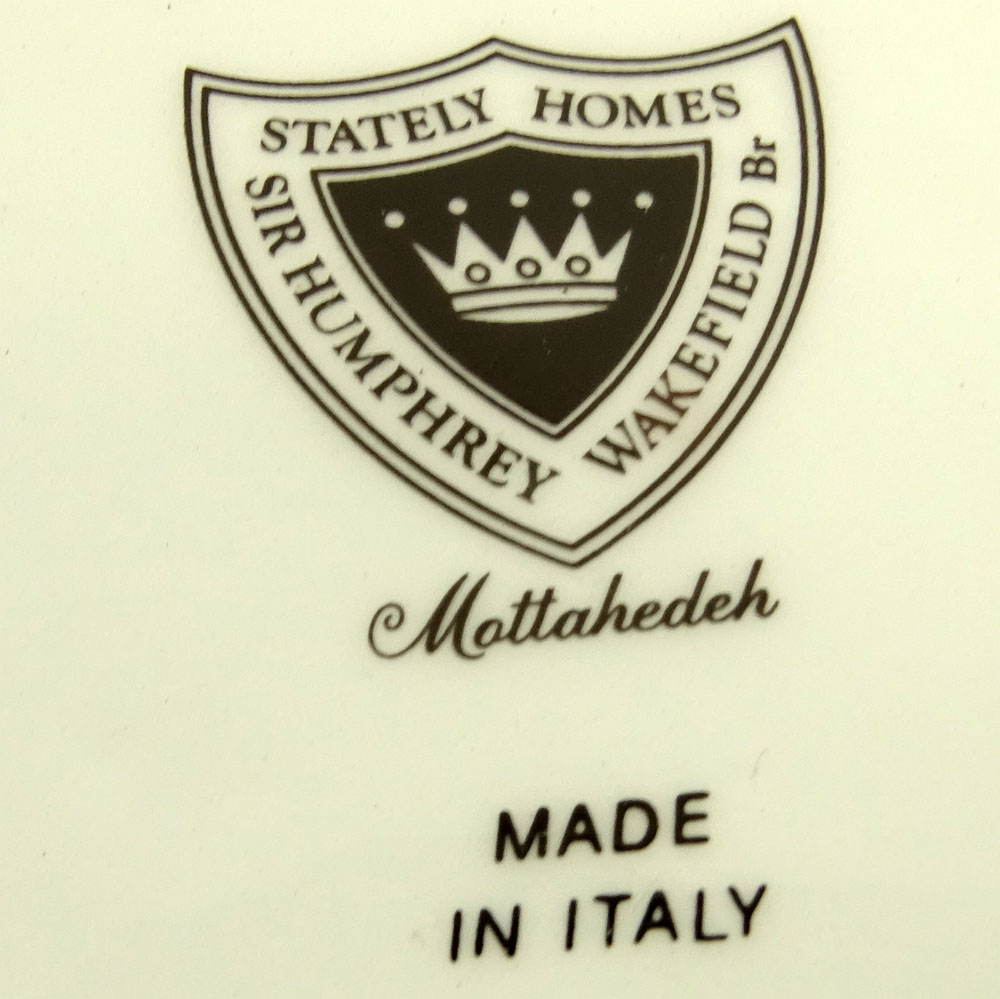 STATELY HOMES
SIR HUMPHREY WAKEFIELD Br
Mottahedeh
MADE
IN ITALY